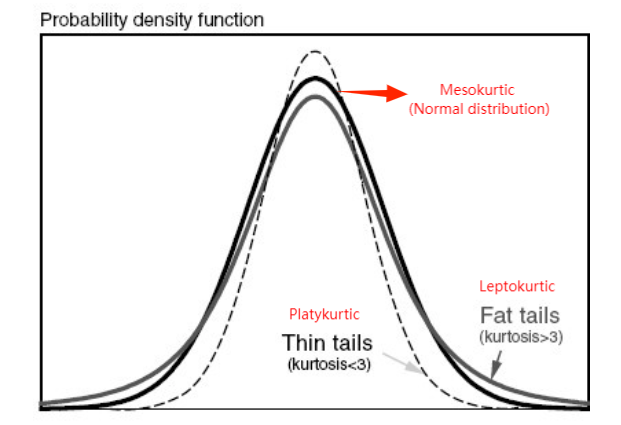 Probability density function
Mesokurtic
(Normal distribution)
Leptokurtic
Fat tails
(kurtosis>3)
Platykurtic
Thin tails
(kurtosis<3)